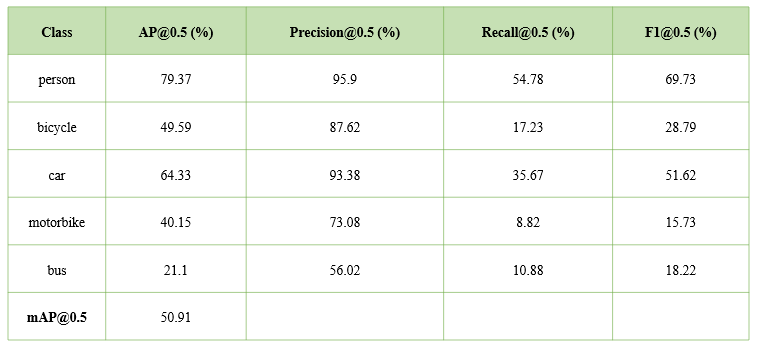 Class AP@0.5 (%) Precision@0.5 (%) Recall@0.5 (%) F1@0.5 (%)
person 79.37 95.9 54.78 69.73
bicycle 49.59 87.62 17.23 28.79
car 64.33 93.38 35.67 51.62
motorbike 40.15 73.08 8.82 15.73
bus 21.1 56.02 10.88 18.22
mAP@0.5 50.91